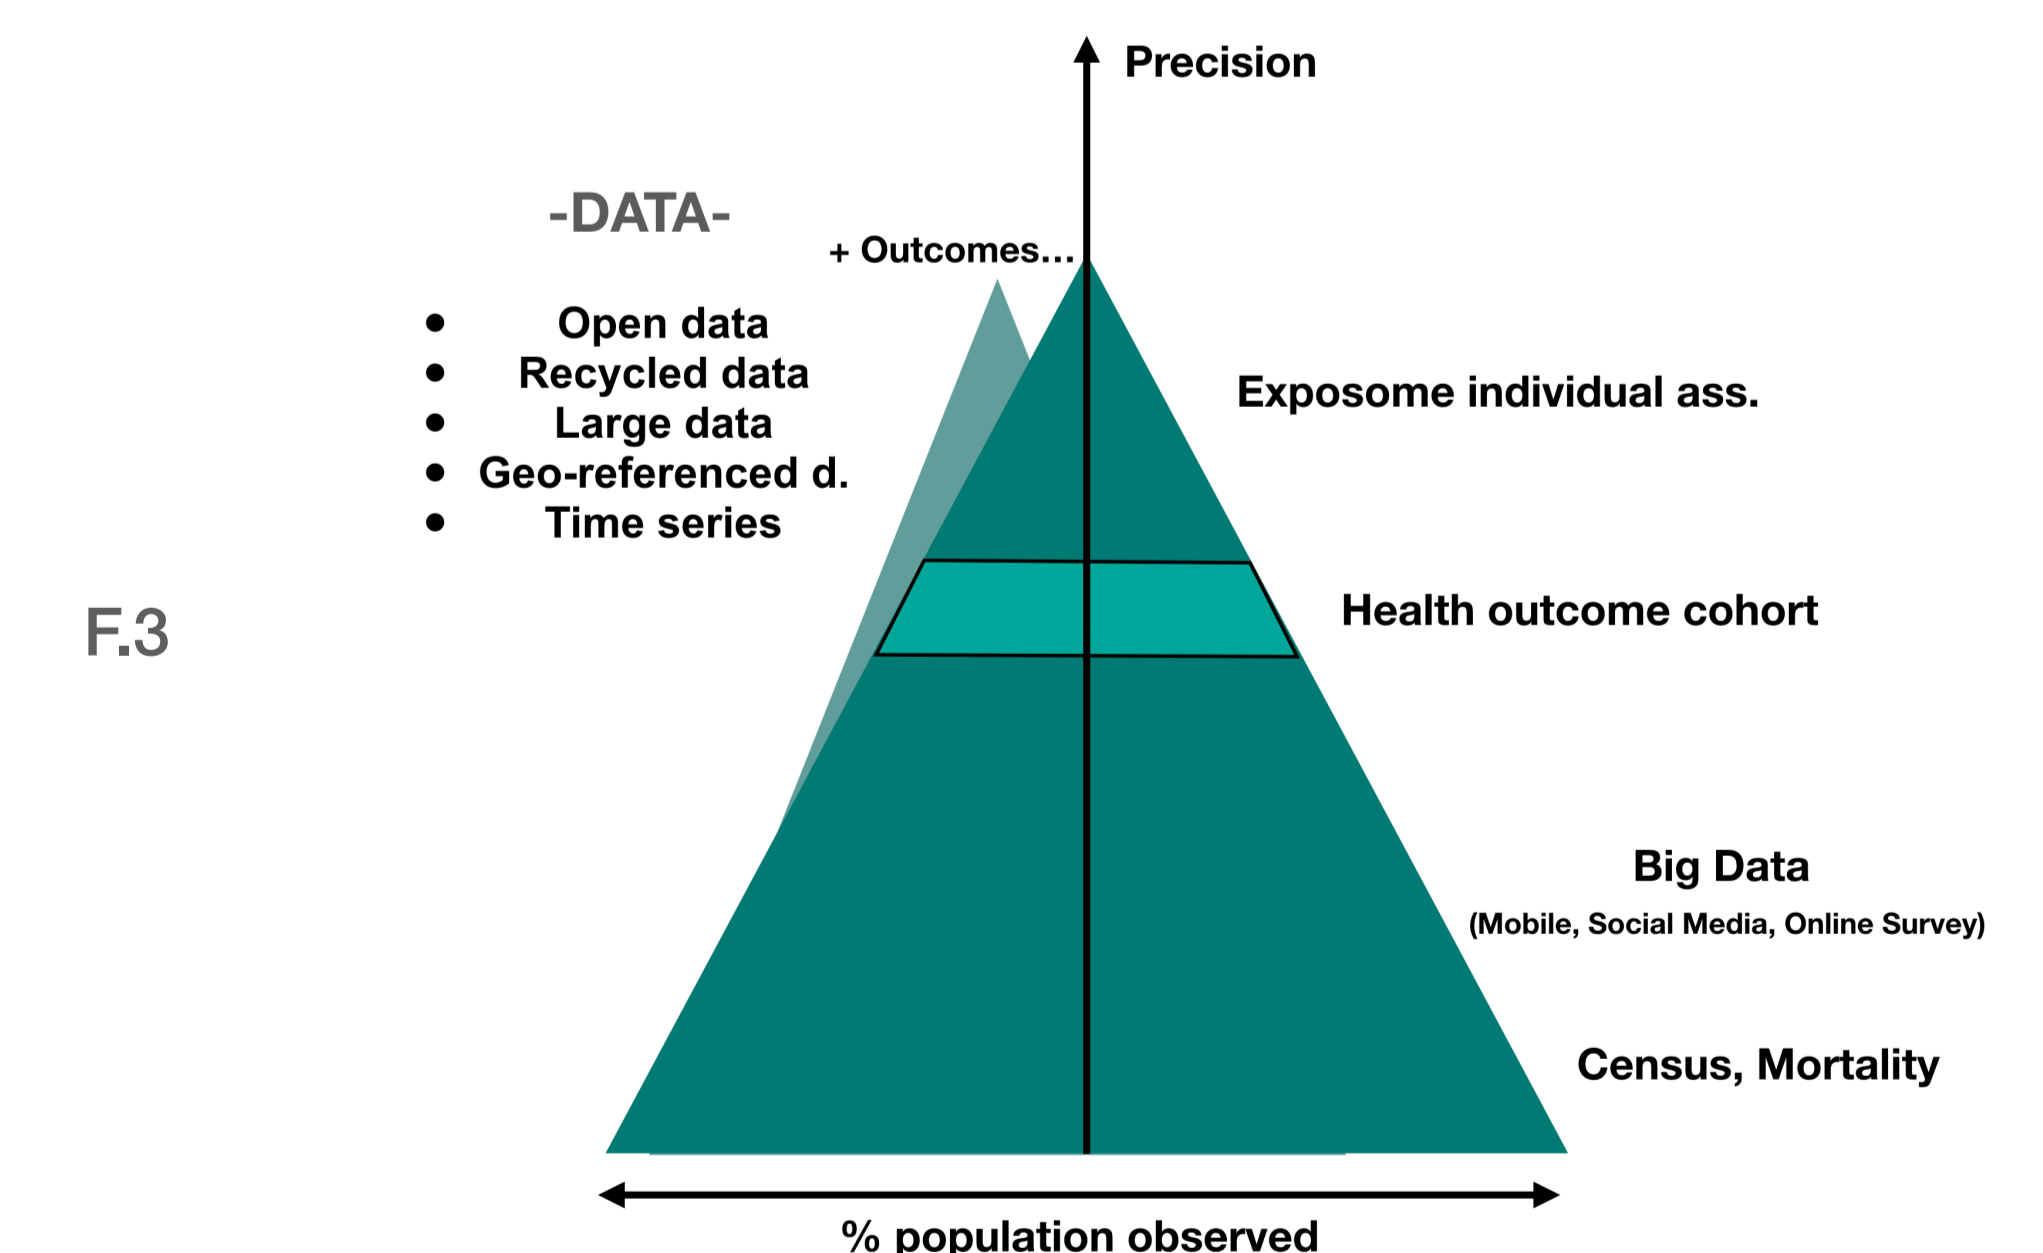 Precision
-DATA-
+ Outcomes...
• Open data
• Recycled data
• Large data
• Geo-referenced d.
• Time series
Exposome individual ass.
F.3
Health outcome cohort
Big Data
(Mobile, Social Media, Online Survey)
Census, Mortality
% population observed